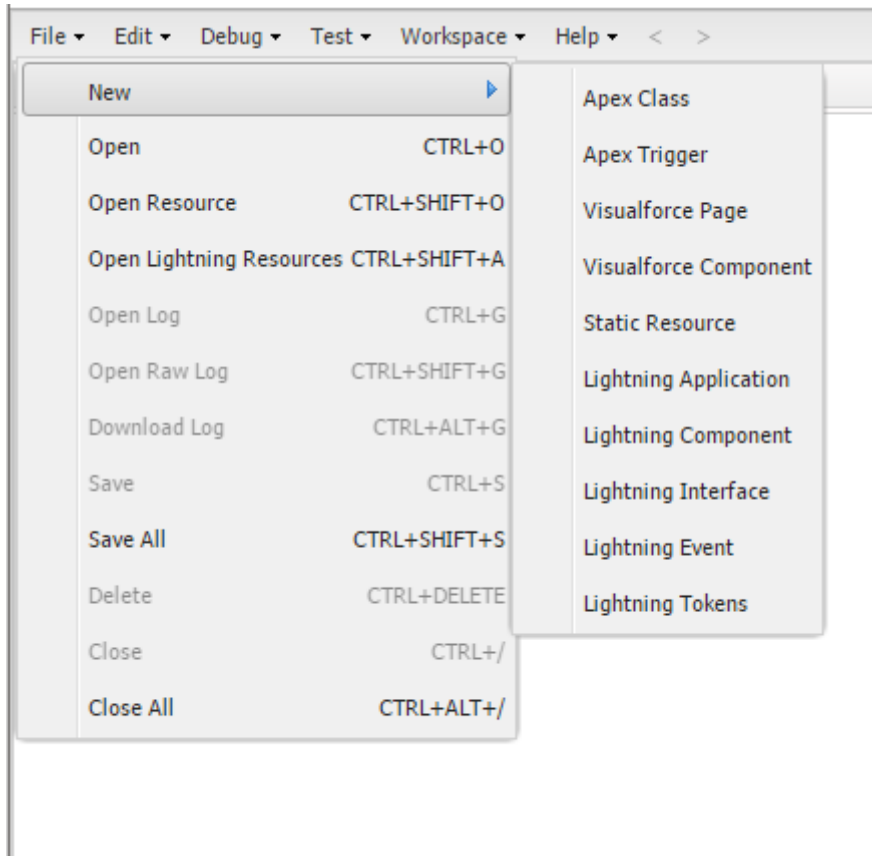 File Edit Debug Test Workspace Help < >
New
Open CTRL+O
Open Resource CTRL+SHIFT+O
Open Lightning Resources CTRL+SHIFT+A
Open Log CTRL+G
Open Raw Log CTRL+SHIFT+G
Download Log CTRL+ALT+G
Save CTRL+S
Save All CTRL+SHIFT+S
Delete CTRL+DELETE
Close CTRL+/
Close All CTRL+ALT+/
Apex Class
Apex Trigger
Visualforce Page
Visualforce Component
Static Resource
Lightning Application
Lightning Component
Lightning Interface
Lightning Event
Lightning Tokens